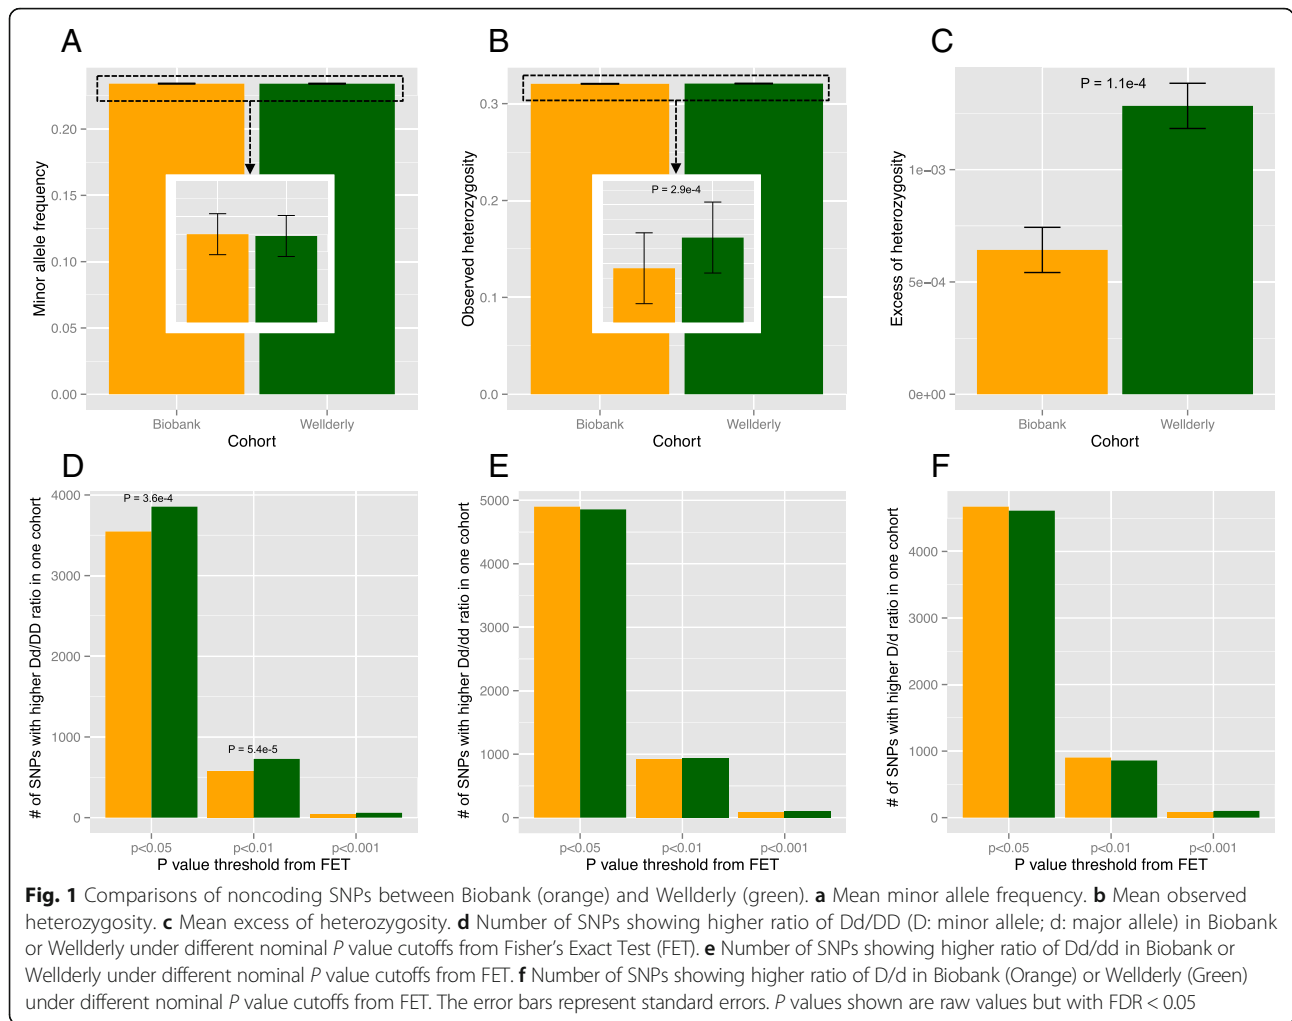 A
B
C
Minor allele frequency
0.20
0.15
0.10
0.05
0.00
Biobank
Wellderly
Cohort
Observed heterozygosity
0.3
0.2
0.1
0.0
P = 2.9e-4
Biobank
Wellderly
Cohort
Excess of heterozygosity
P = 1.1e-4
1e−03
5e−04
0e+00
Biobank
Wellderly
Cohort
D
E
F
# of SNPs with higher Dd/DD ratio in one cohort
4000
3000
2000
1000
0
P = 3.6e-4
P = 5.4e-5
p<0.05
p<0.01
p<0.001
P value threshold from FET
# of SNPs with higher Dd/dd ratio in one cohort
5000
4000
3000
2000
1000
0
p<0.05
p<0.01
p<0.001
P value threshold from FET
# of SNPs with higher D/d ratio in one cohort
4000
3000
2000
1000
0
p<0.05
p<0.01
p<0.001
P value threshold from FET
Fig. 1 Comparisons of noncoding SNPs between Biobank (orange) and Wellderly (green). a Mean minor allele frequency. b Mean observed
heterozygosity. c Mean excess of heterozygosity. d Number of SNPs showing higher ratio of Dd/DD (D: minor allele; d: major allele) in Biobank
or Wellderly under different nominal P value cutoffs from Fisher's Exact Test (FET). e Number of SNPs showing higher ratio of Dd/dd in Biobank or
Wellderly under different nominal P value cutoffs from FET. f Number of SNPs showing higher ratio of D/d in Biobank (Orange) or Wellderly (Green)
under different nominal P value cutoffs from FET. The error bars represent standard errors. P values shown are raw values but with FDR < 0.05